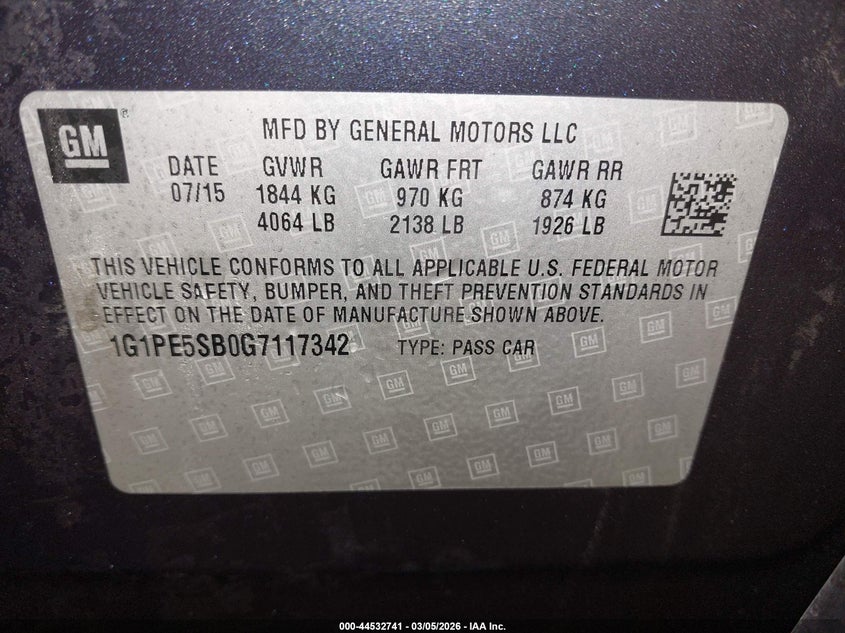 GM
MFD BY GENERAL MOTORS LLC
DATE GVWR GAWR FRT GAWR RR
07/15 1844 KG 970 KG 874 KG
4064 LB 2138 LB 1926 LB
THIS VEHICLE CONFORMS TO ALL APPLICABLE U.S. FEDERAL MOTOR
VEHICLE SAFETY, BUMPER, AND THEFT PREVENTION STANDARDS IN
EFFECT ON THE DATE OF MANUFACTURE SHOWN ABOVE.
1G1PE5SB0G7117342 TYPE: PASS CAR
000-44532741 - 03/05/2026 - IAA Inc.